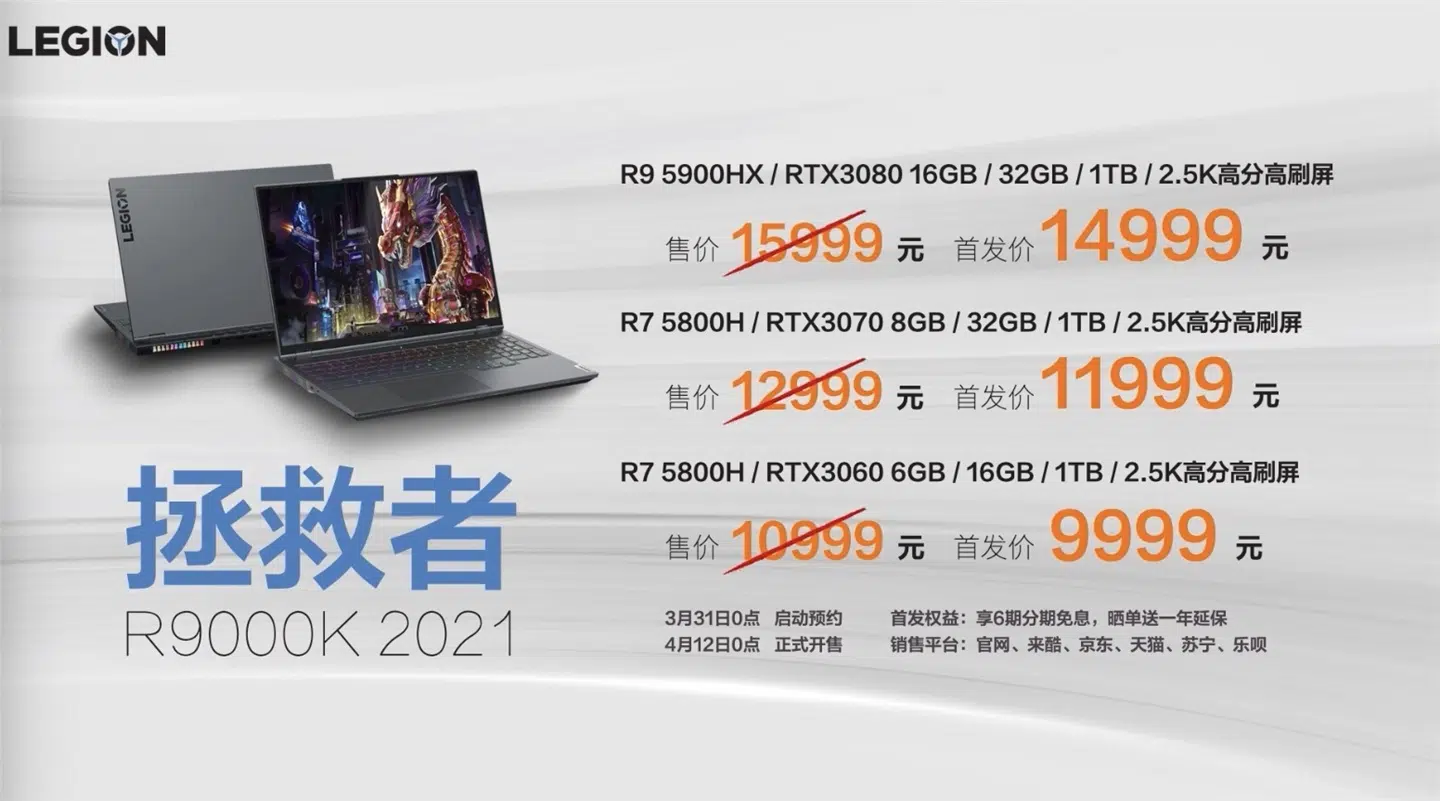 LEGION
LEGION
R9 5900HX / RTX3080 16GB / 32GB / 1TB / 2.5K高分高刷屏
售价 15999 元 首发价 14999 元
R7 5800H / RTX3070 8GB / 32GB / 1TB / 2.5K高分高刷屏
售价 12999 元 首发价 11999 元
R7 5800H / RTX3060 6GB / 16GB / 1TB / 2.5K高分高刷屏
售价 10999 元 首发价 9999 元
拯救者
R9000K 2021
3月31日0点 启动预约 首发权益：享6期分期免息，晒单送一年延保
4月12日0点 正式开售 销售平台：官网、来酷、京东、天猫、苏宁、乐呗